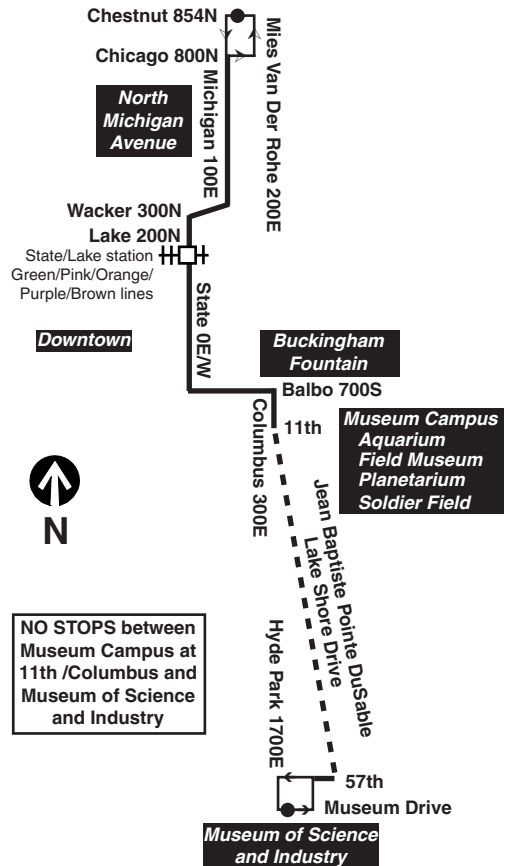 Chestnut 854N
Chicago 800N
Mies Van Der Rohe 200E
Michigan 100E
North
Michigan
Avenue
Wacker 300N
Lake 200N
State/Lake station
Green/Pink/Orange/
Purple/Brown lines
State 0E/W
Downtown
Buckingham
Fountain
Balbo 700S
Columbus 300E
11th
Museum Campus
Aquarium
Field Museum
Planetarium
Soldier Field
N
Jean Baptiste Pointe DuSable
Lake Shore Drive
NO STOPS between
Museum Campus at
11th /Columbus and
Museum of Science
and Industry
Hyde Park 1700E
57th
Museum Drive
Museum of Science
and Industry